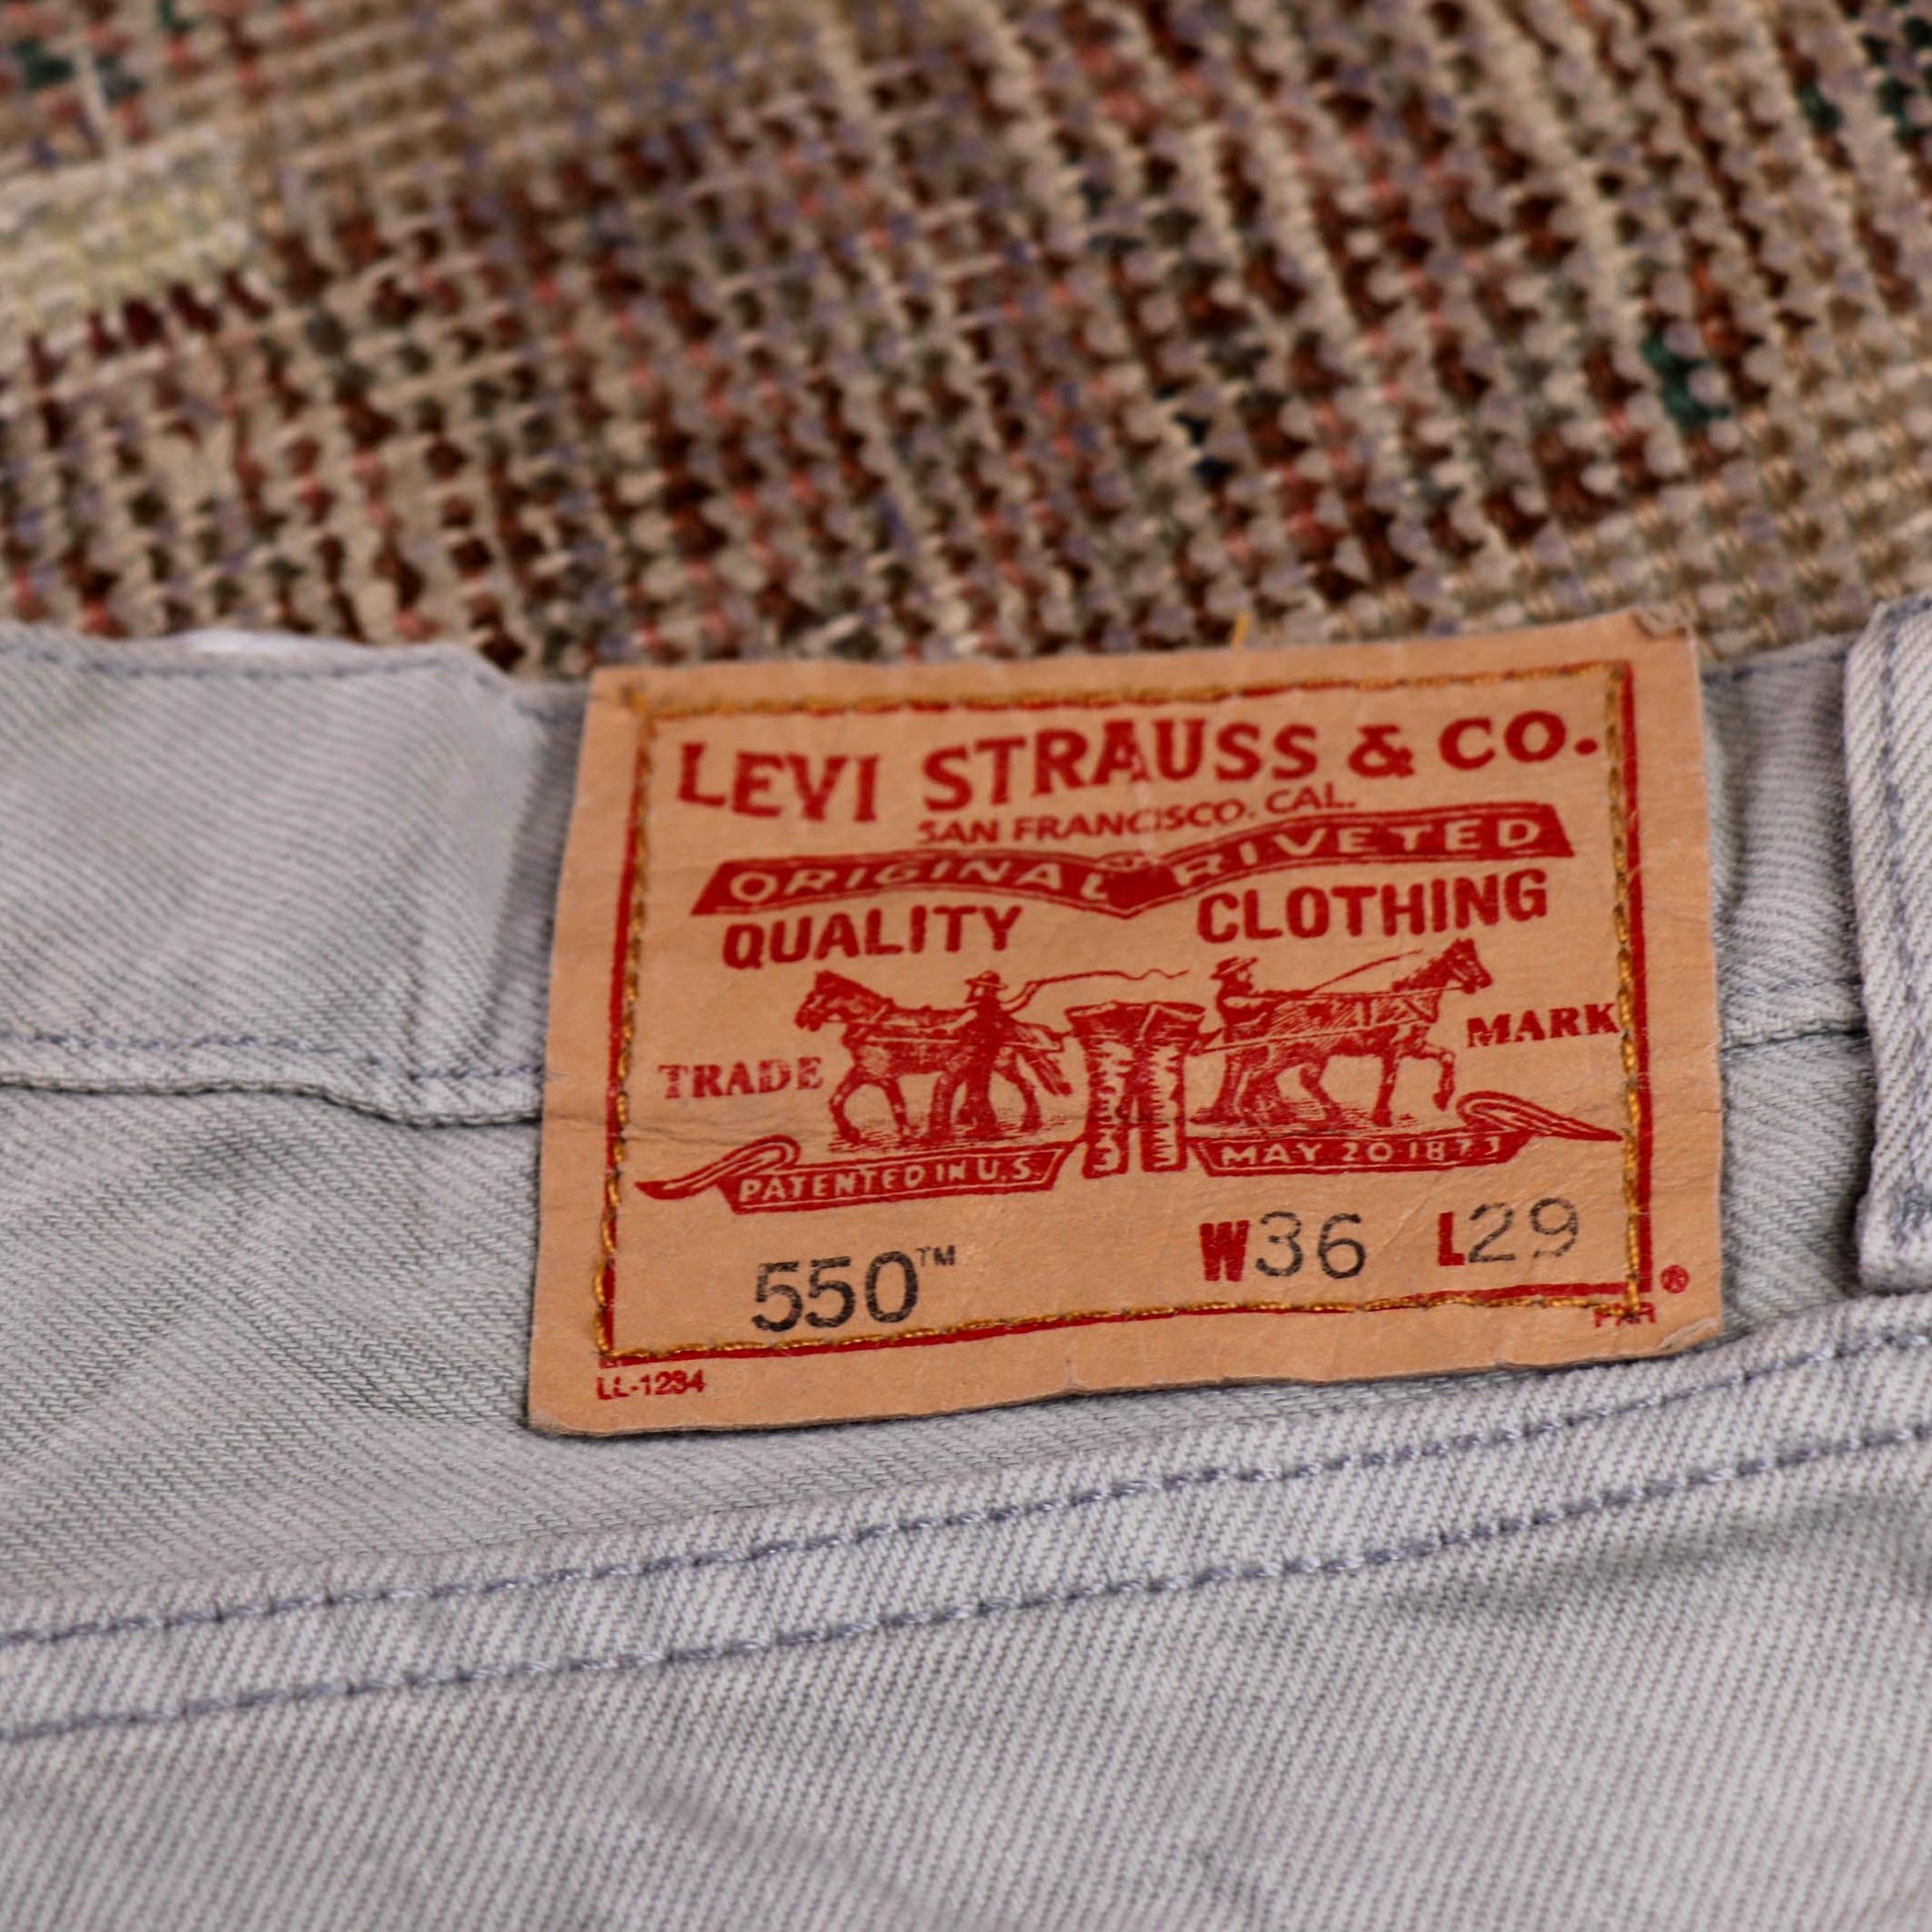 LEVI STRAUSS & CO.
SAN FRANCISCO. CAL.
ORIGINAL RIVETED
QUALITY CLOTHING
TRADE MARK
PATENTED IN U.S. MAY 20 1873
550™ W36 L29
®
LL-1234